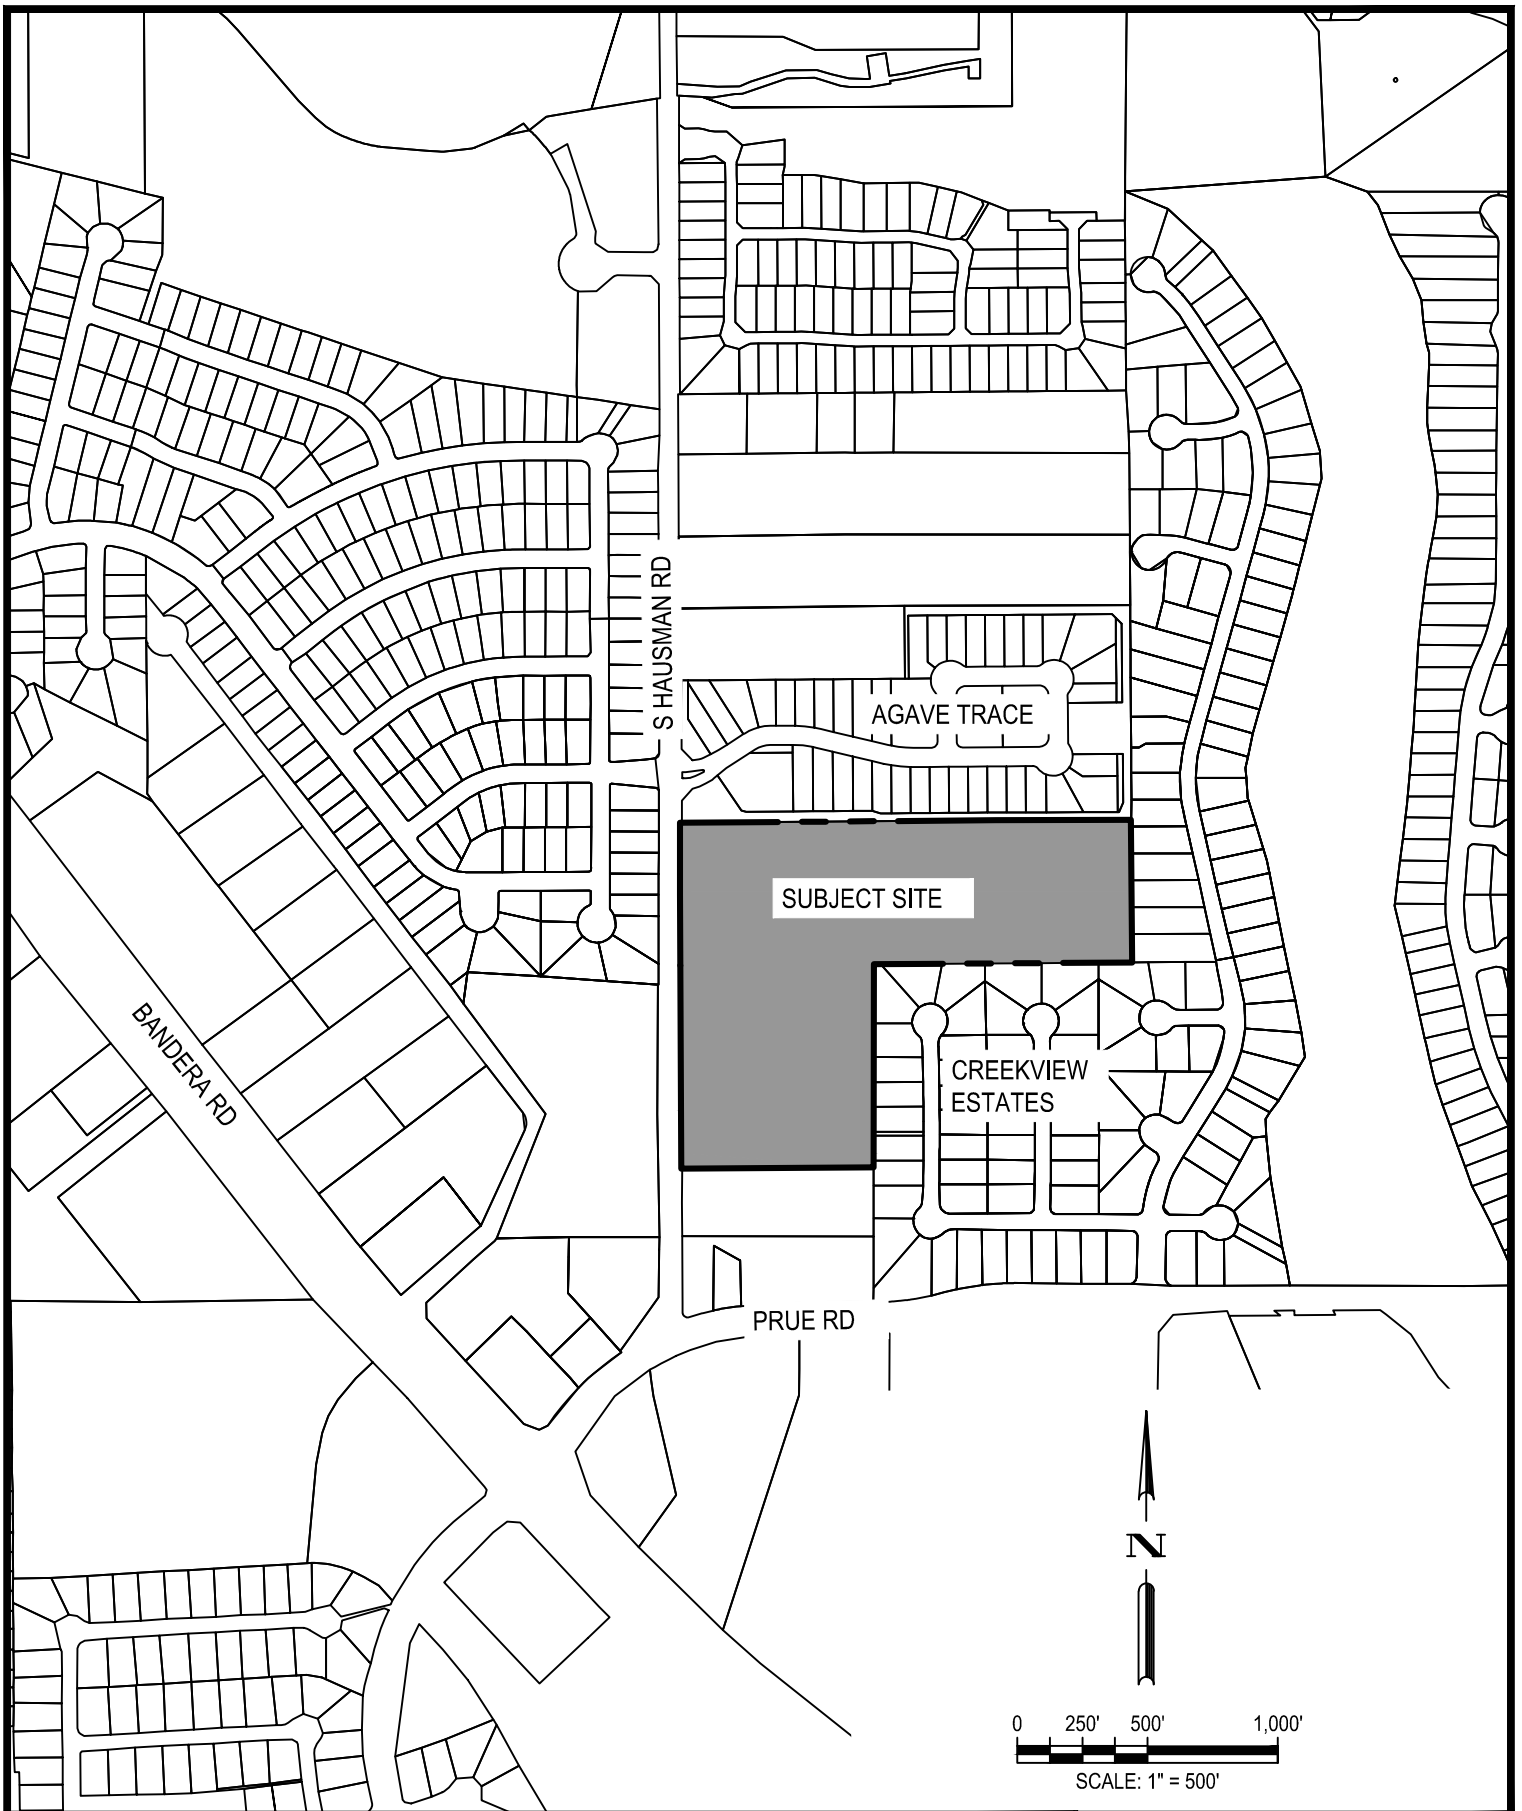 S HAUSMAN RD
AGAVE TRACE
SUBJECT SITE
BANDERA RD
CREEKVIEW
ESTATES
PRUE RD
N
0 250' 500' 1,000'
SCALE: 1" = 500'